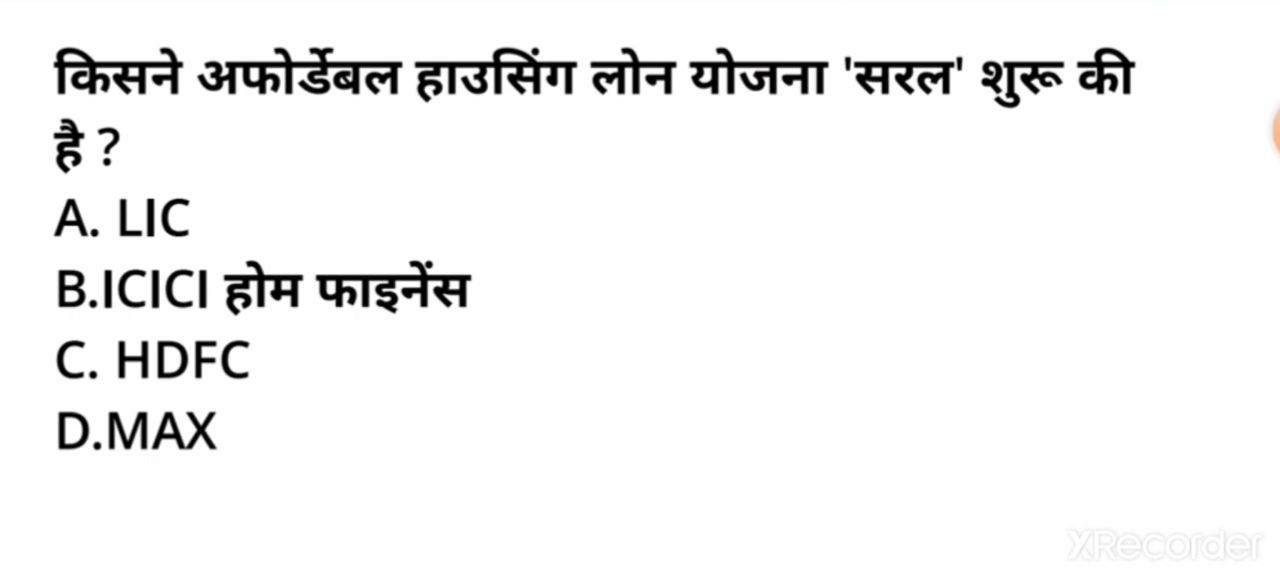 किसने अफोर्डेबल हाउसिंग लोन योजना 'सरल' शुरू की
है ?
A. LIC
B.ICICI होम फाइनेंस
C. HDFC
D.MAX
XRecorder